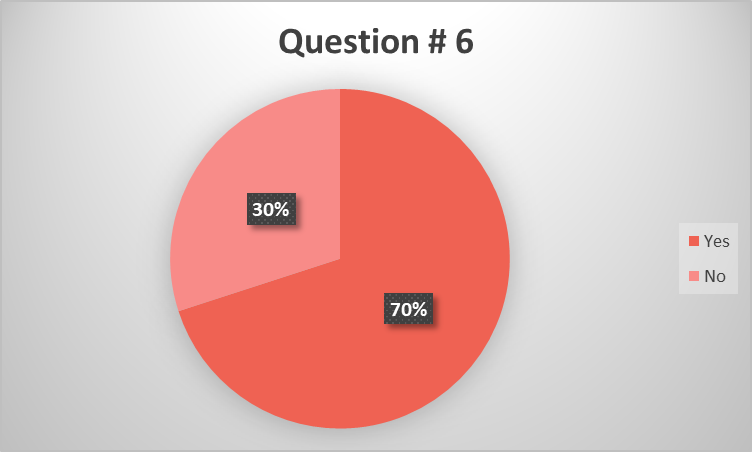 Question # 6
30%
70%
Yes
No